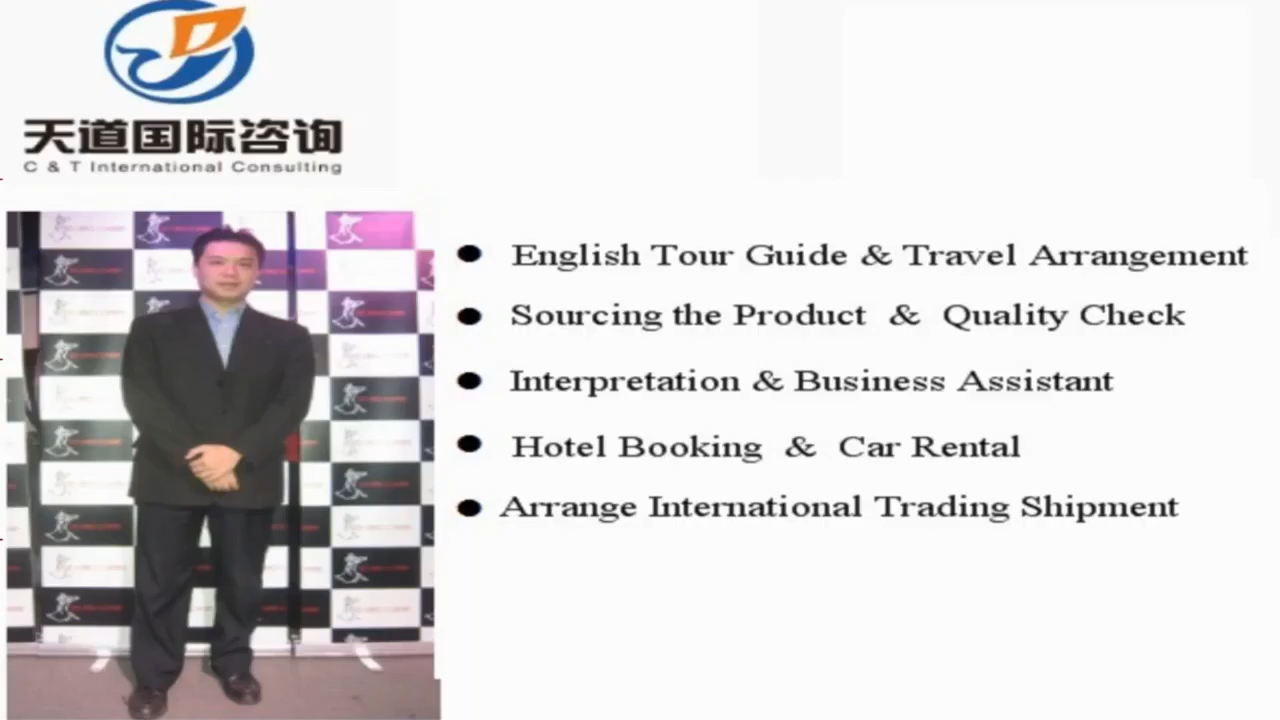 天道国际咨询
C & T International Consulting
English Tour Guide & Travel Arrangement
Sourcing the Product & Quality Check
Interpretation & Business Assistant
Hotel Booking & Car Rental
Arrange International Trading Shipment